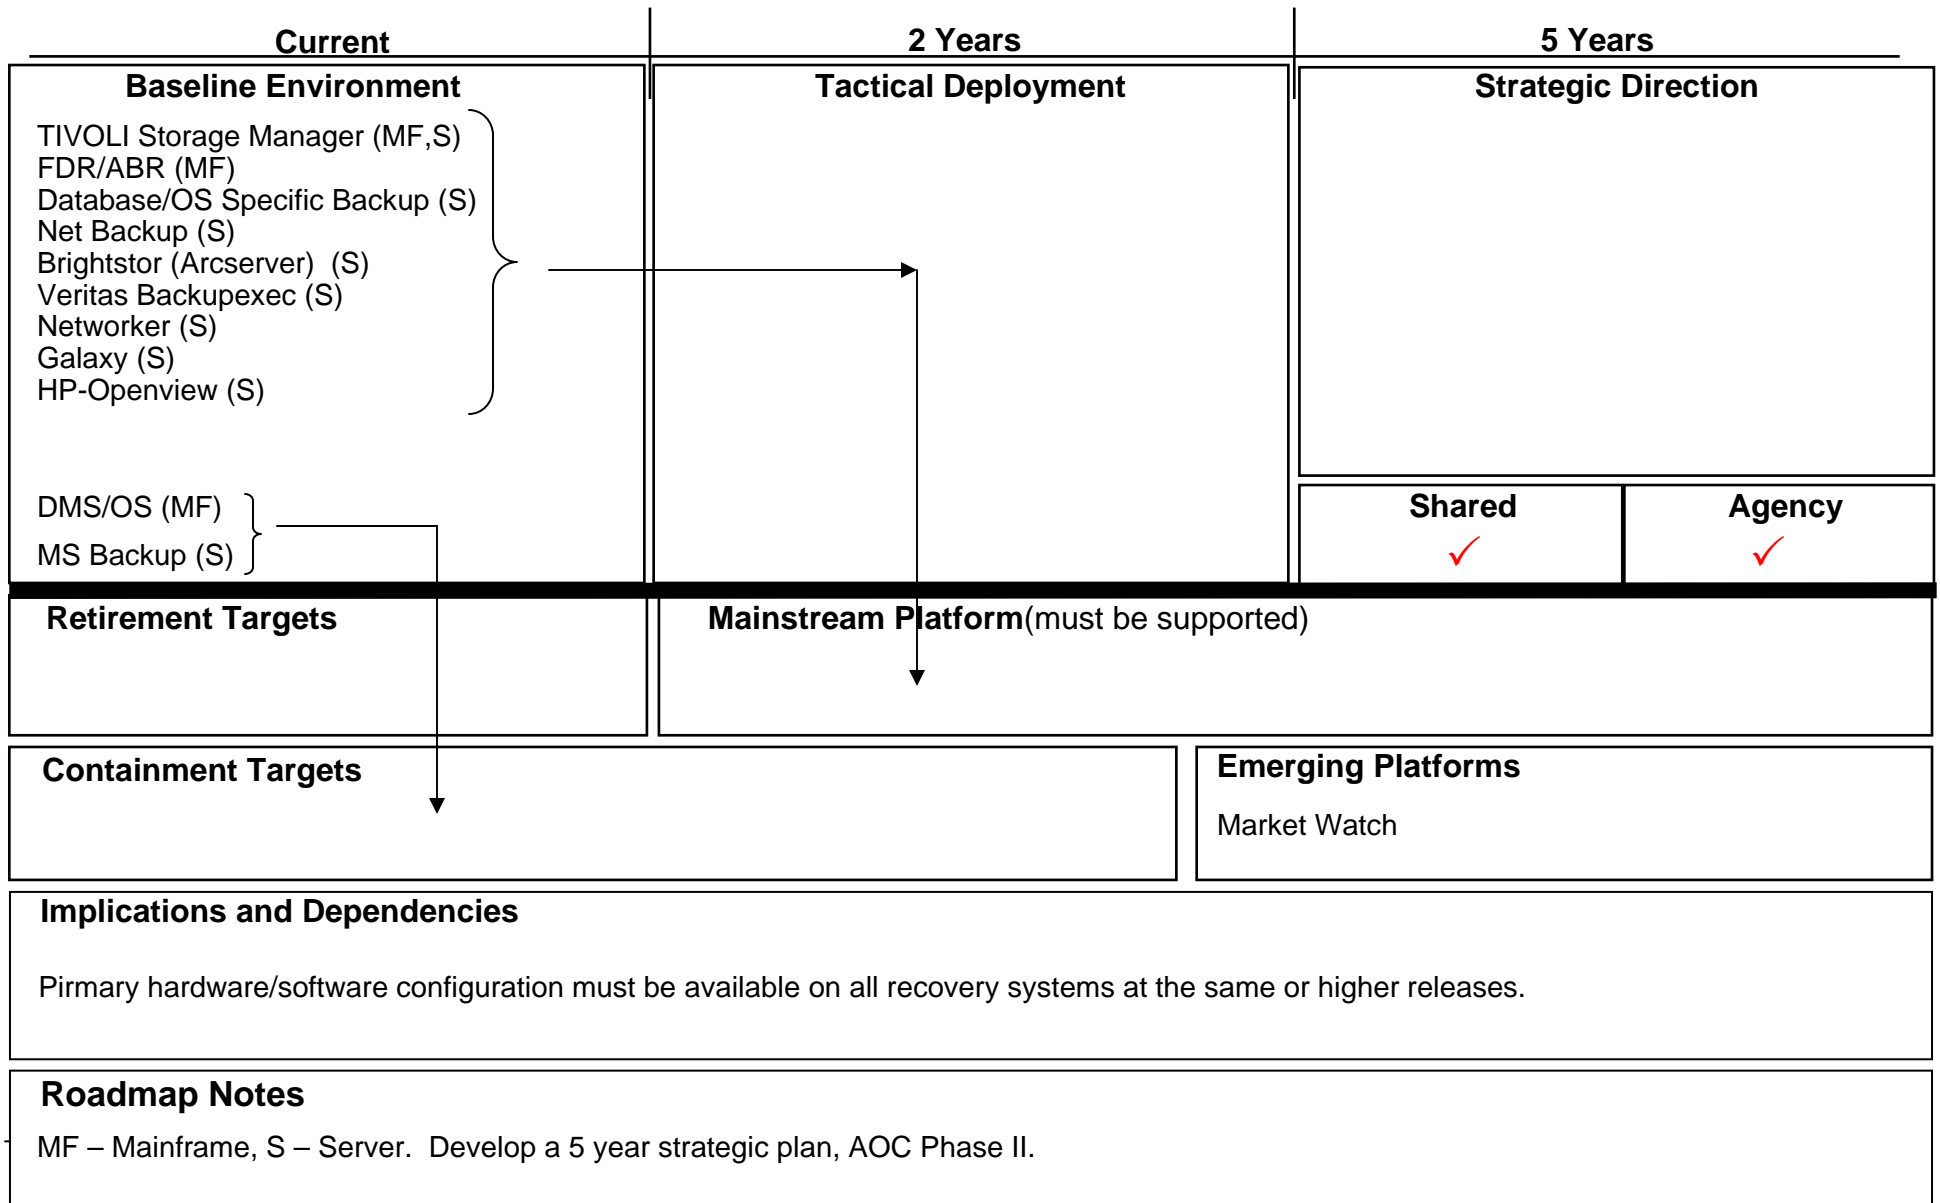 Current
2 Years
5 Years
Baseline Environment
TIVOLI Storage Manager (MF,S)
FDR/ABR (MF)
Database/OS Specific Backup (S)
Net Backup (S)
Brightstor (Arcserver)  (S)
Veritas Backupexec (S)
Networker (S)
Galaxy (S)
HP-Openview (S)
DMS/OS (MF)
MS Backup (S)
Tactical Deployment
Strategic Direction
Shared
✓
Agency
✓
Retirement Targets
Mainstream Platform(must be supported)
Containment Targets
Emerging Platforms
Market Watch
Implications and Dependencies
Pirmary hardware/software configuration must be available on all recovery systems at the same or higher releases.
Roadmap Notes
MF – Mainframe, S – Server.  Develop a 5 year strategic plan, AOC Phase II.